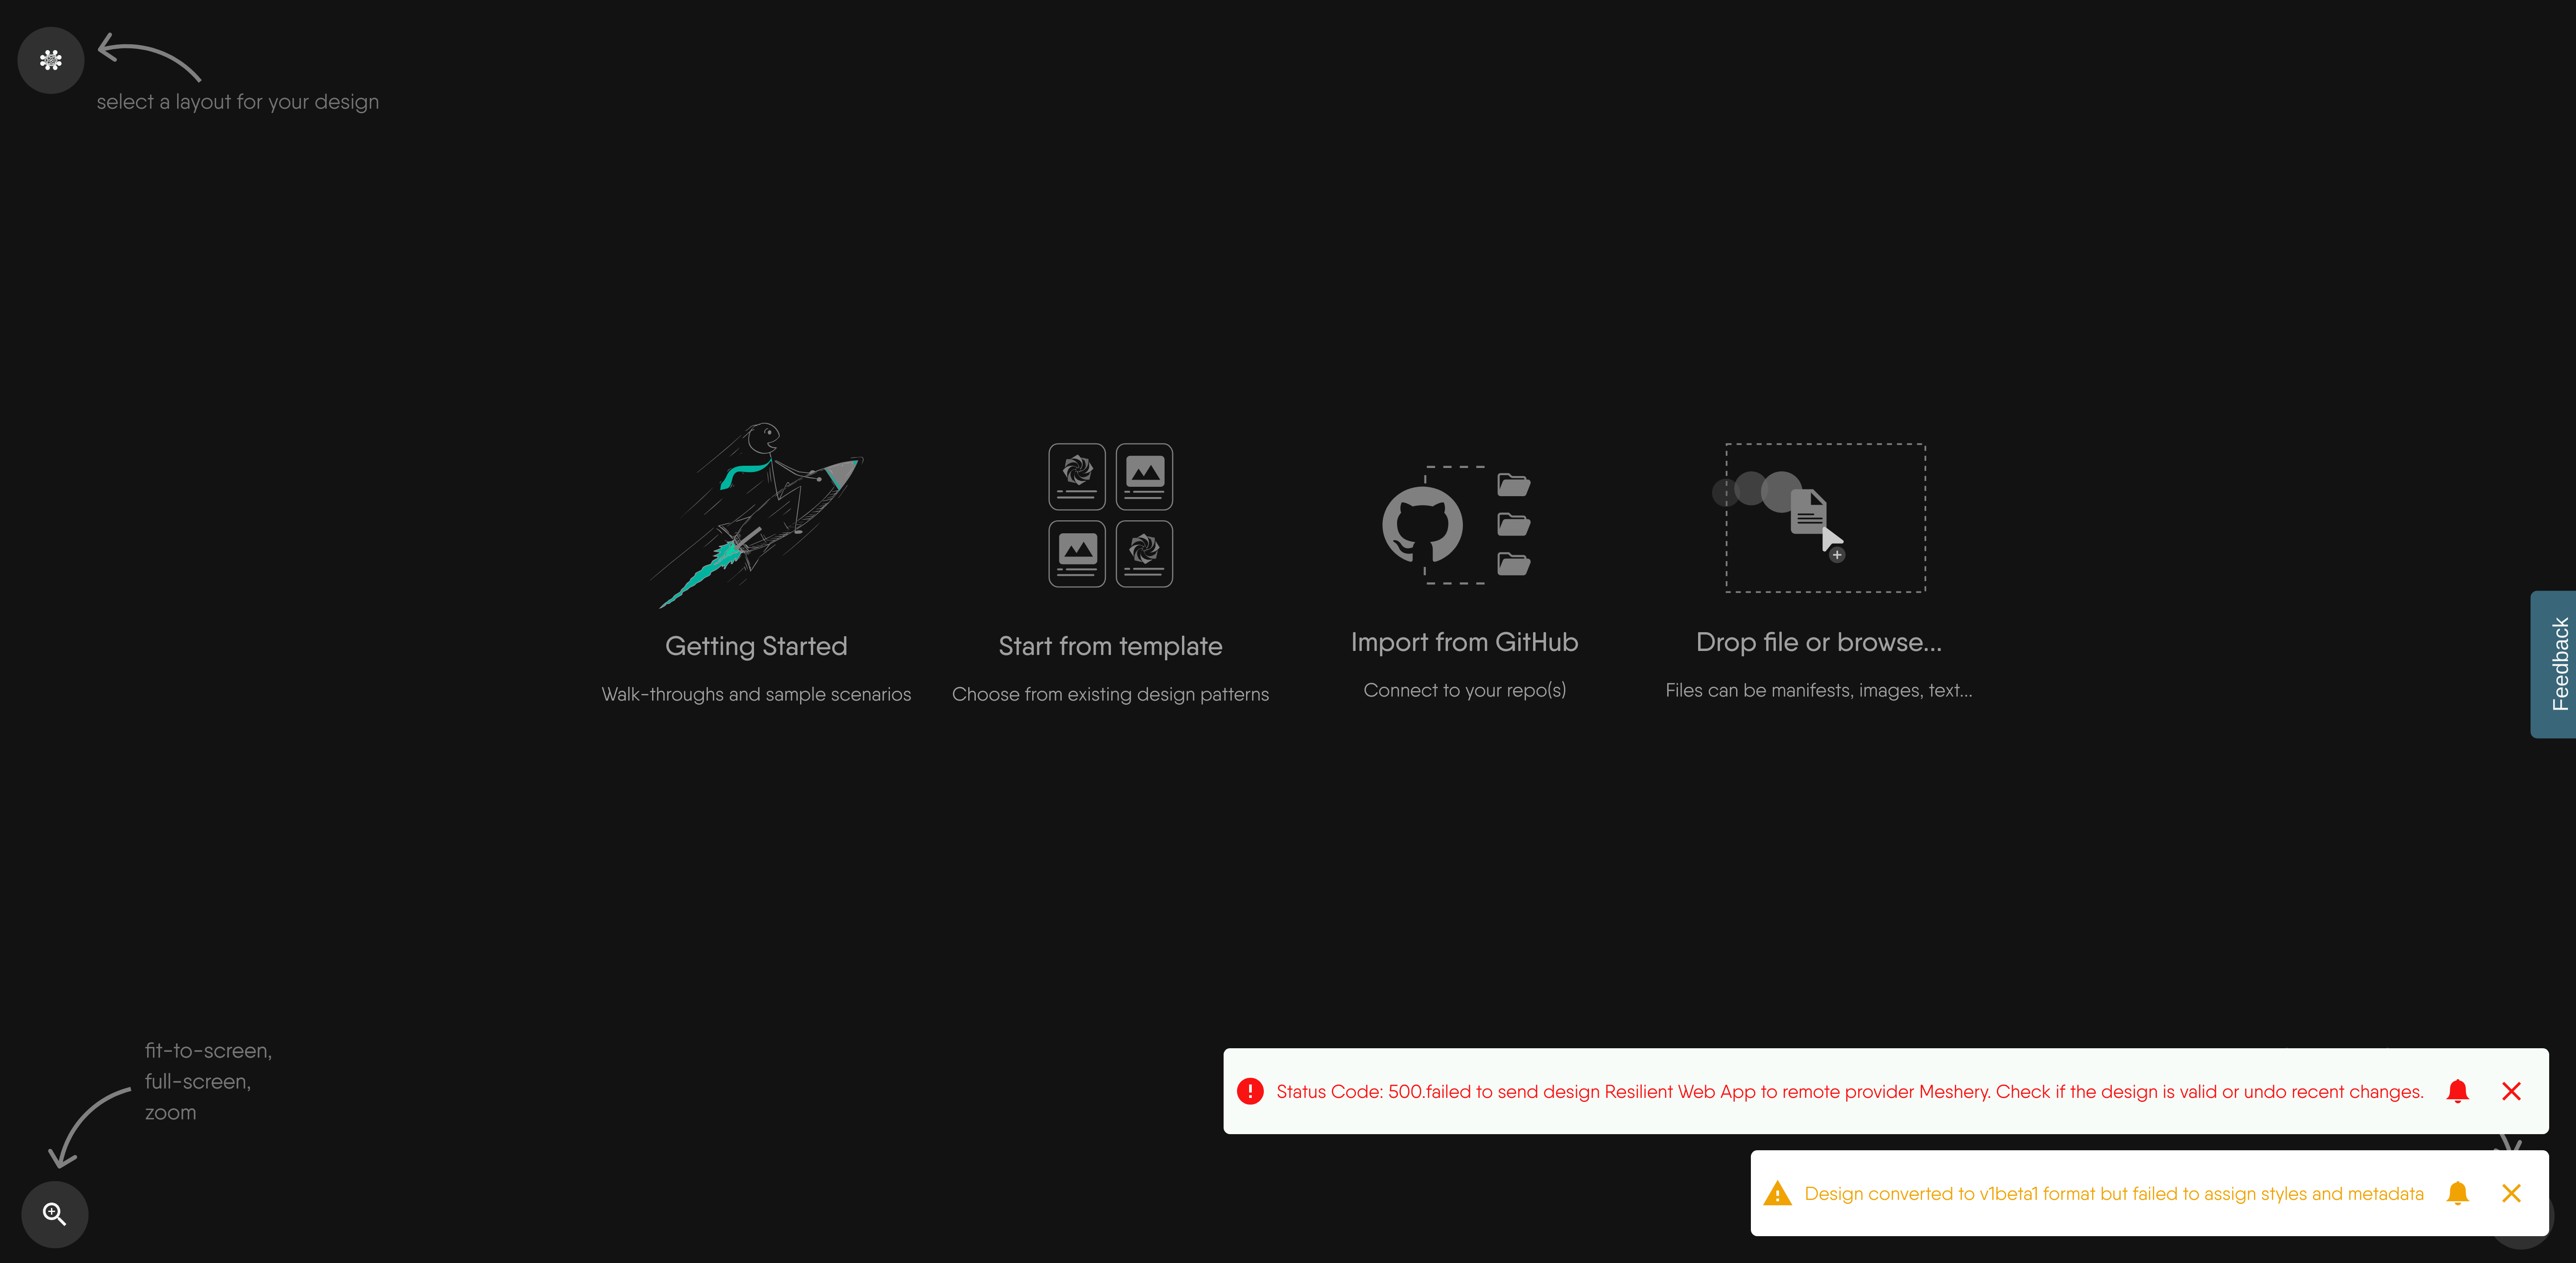 select a layout for your design
Getting Started
Walk-throughs and sample scenarios
Start from template
Choose from existing design patterns
Import from GitHub
Connect to your repo(s)
Drop file or browse...
Files can be manifests, images, text...
Feedback
fit-to-screen,
full-screen,
zoom
Status Code: 500.failed to send design Resilient Web App to remote provider Meshery. Check if the design is valid or undo recent changes.
Design converted to v1beta1 format but failed to assign styles and metadata